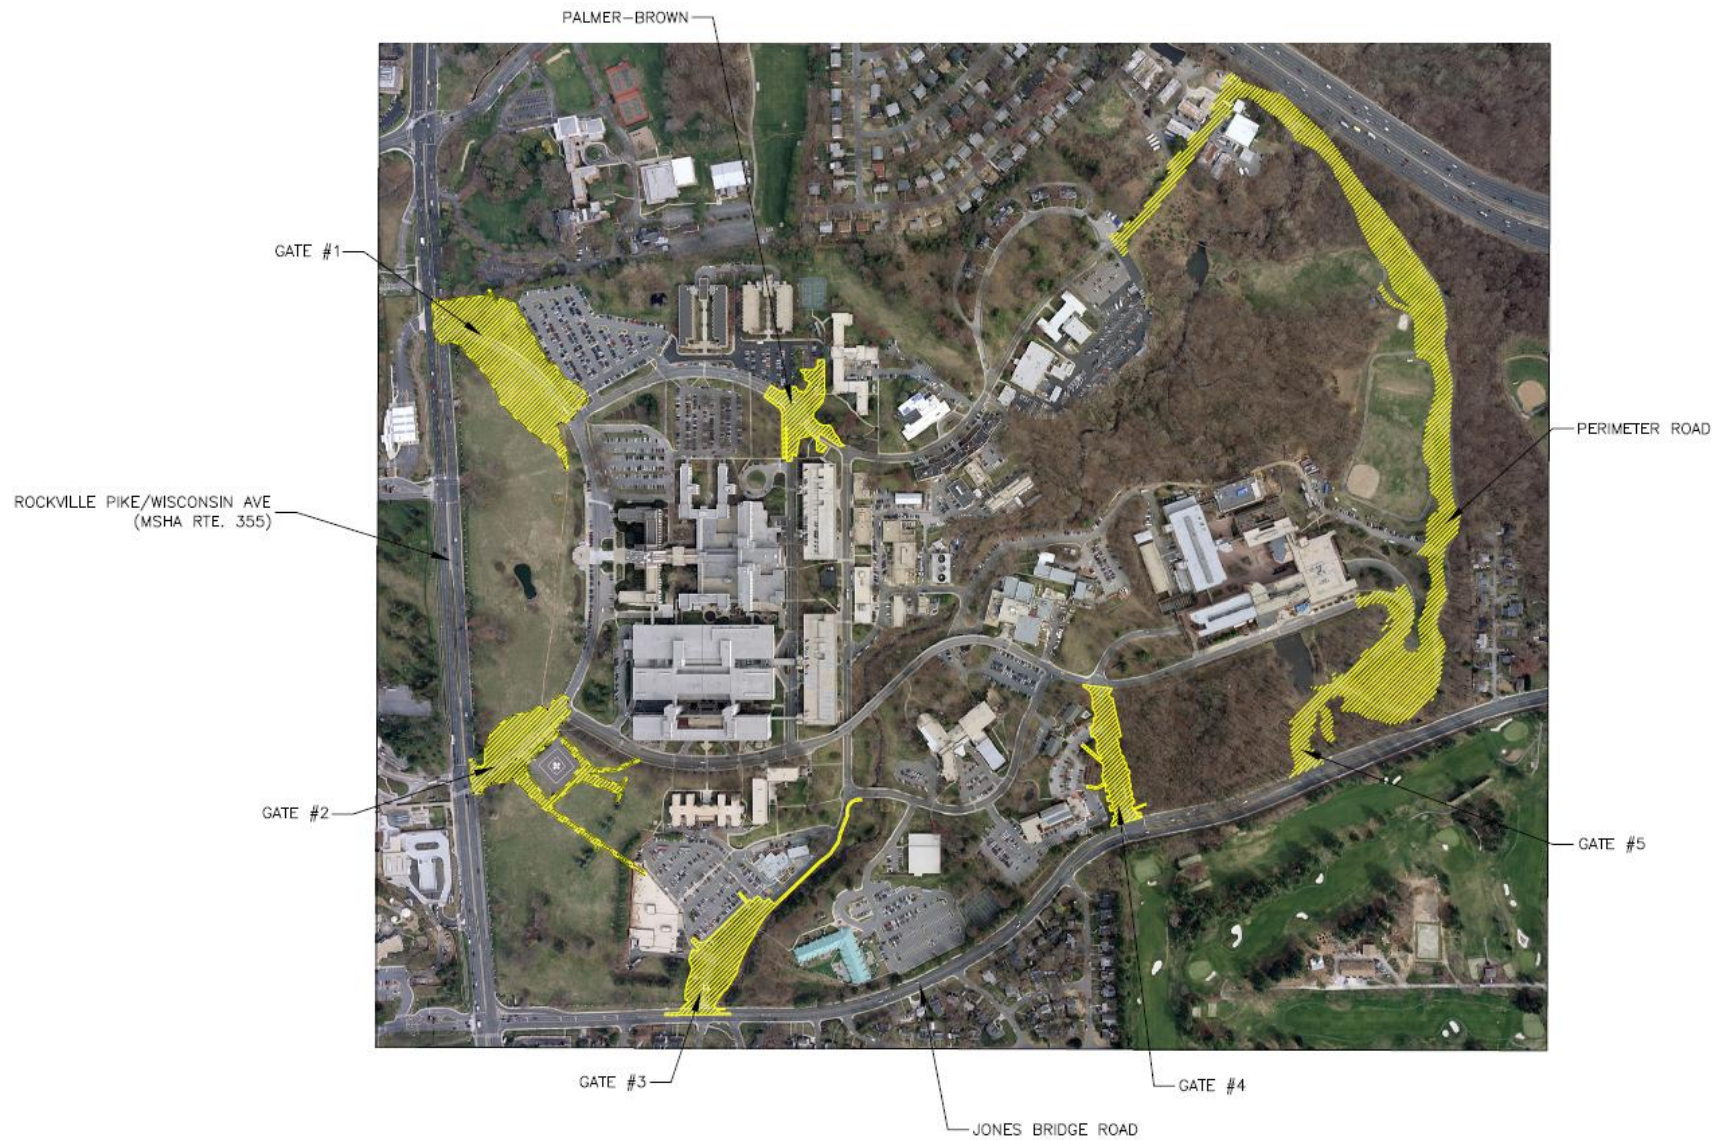 PALMER-BROWN
GATE #1
PERIMETER ROAD
ROCKVILLE PIKE/WISCONSIN AVE
(MSHA RTE. 355)
GATE #2
GATE #5
GATE #3
GATE #4
JONES BRIDGE ROAD